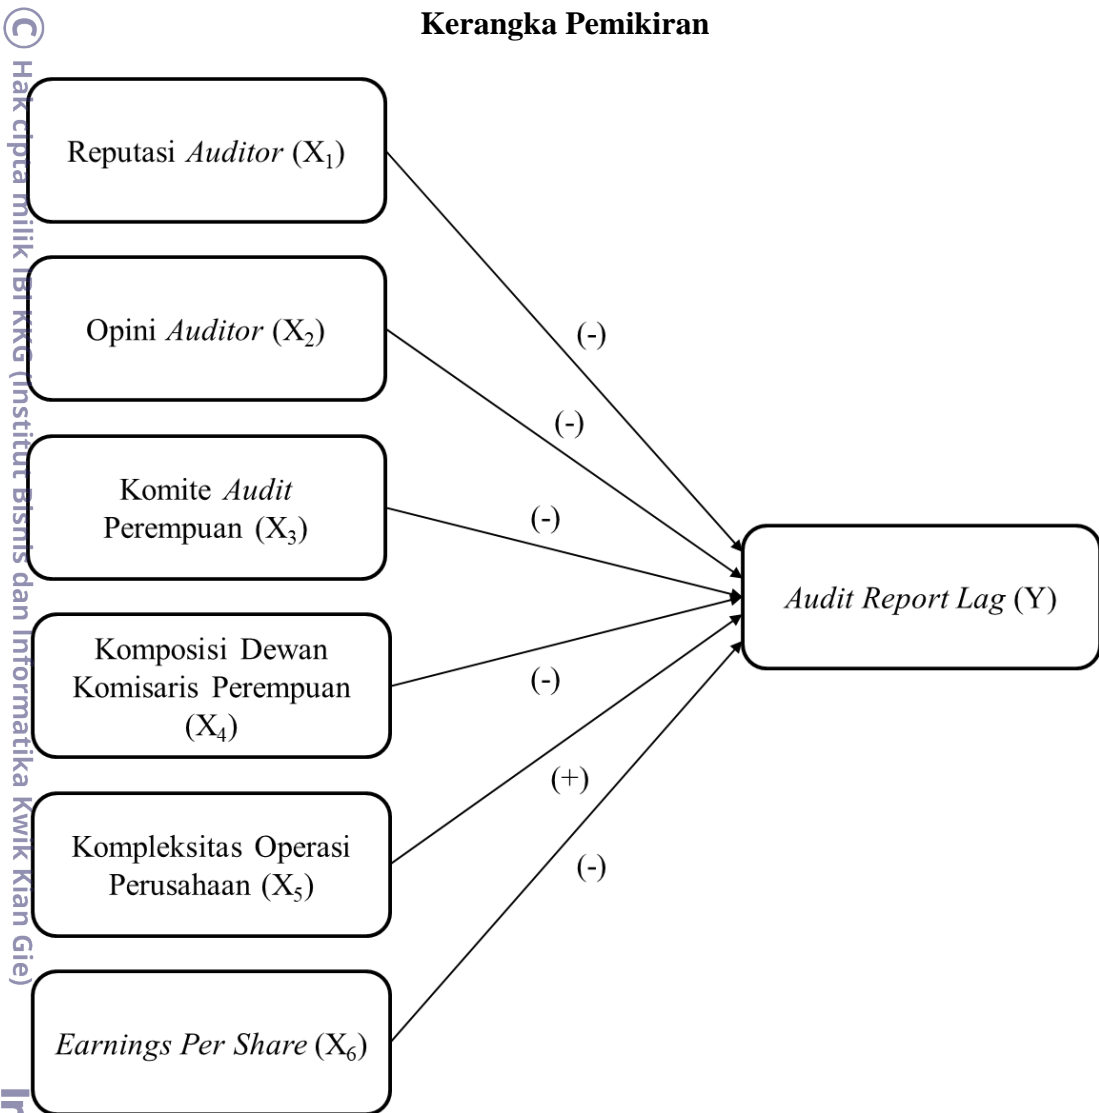 Kerangka Pemikiran
© Hak cipta milik IBI KKG (Institut Bisnis dan Informatika Kwik Kian Gie)
Reputasi Auditor (X₁)
(-)
Opini Auditor (X₂)
(-)
Komite Audit
Perempuan (X₃)
(-)
Audit Report Lag (Y)
Komposisi Dewan
Komisaris Perempuan
(X₄)
(-)
Kompleksitas Operasi
Perusahaan (X₅)
(+)
(-)
Earnings Per Share (X₆)